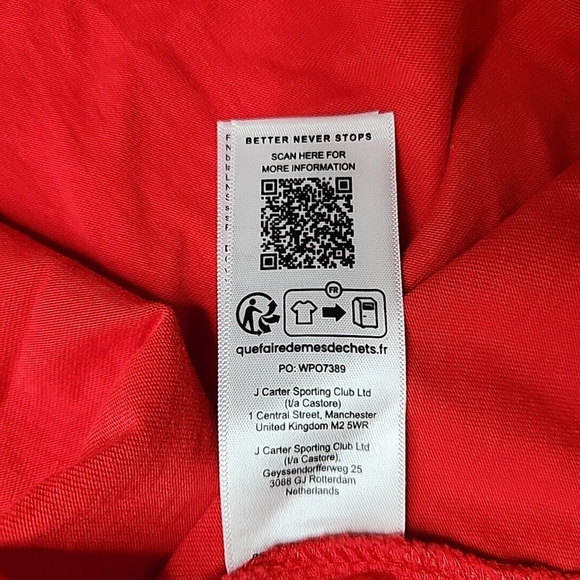 BETTER NEVER STOPS
SCAN HERE FOR
MORE INFORMATION
FR
quefairedemesdechets.fr
PO: WPO7389
J Carter Sporting Club Ltd
(t/a Castore)
1 Central Street, Manchester
United Kingdom M2 5WR
J Carter Sporting Club Ltd
(t/a Castore),
Geyssendorfferweg 25
3088 GJ Rotterdam
Netherlands